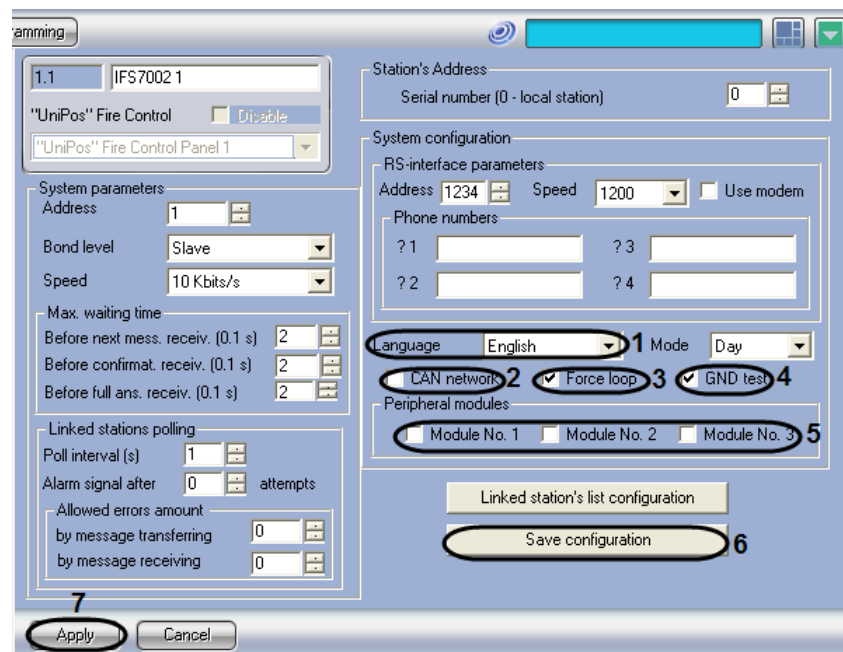 amming
1.1 IFS7002 1
"UniPos" Fire Control Disable
"UniPos" Fire Control Panel 1
System parameters
Address 1
Bond level Slave
Speed 10 Kbits/s
Max. waiting time
Before next mess. receiv. (0.1 s) 2
Before confirmat. receiv. (0.1 s) 2
Before full ans. receiv. (0.1 s) 2
Linked stations polling
Poll interval (s) 1
Alarm signal after 0 attempts
Allowed errors amount
by message transferring 0
by message receiving 0
Station's Address
Serial number (0 - local station) 0
System configuration
RS-interface parameters
Address 1234 Speed 1200 Use modem
Phone numbers
? 1 ? 3
? 2 ? 4
Language English 1 Mode Day
CAN network 2 Force loop 3 GND test 4
Peripheral modules
Module No. 1 Module No. 2 Module No. 3 5
Linked station's list configuration
Save configuration 6
7
Apply Cancel